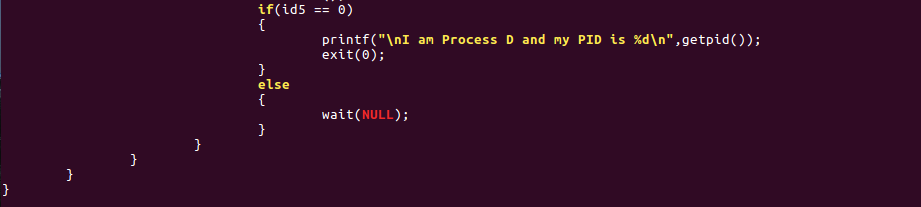 if(id5 == 0)
{
printf("\nI am Process D and my PID is %d\n",getpid());
exit(0);
}
else
{
wait(NULL);
}
}
}
}
}